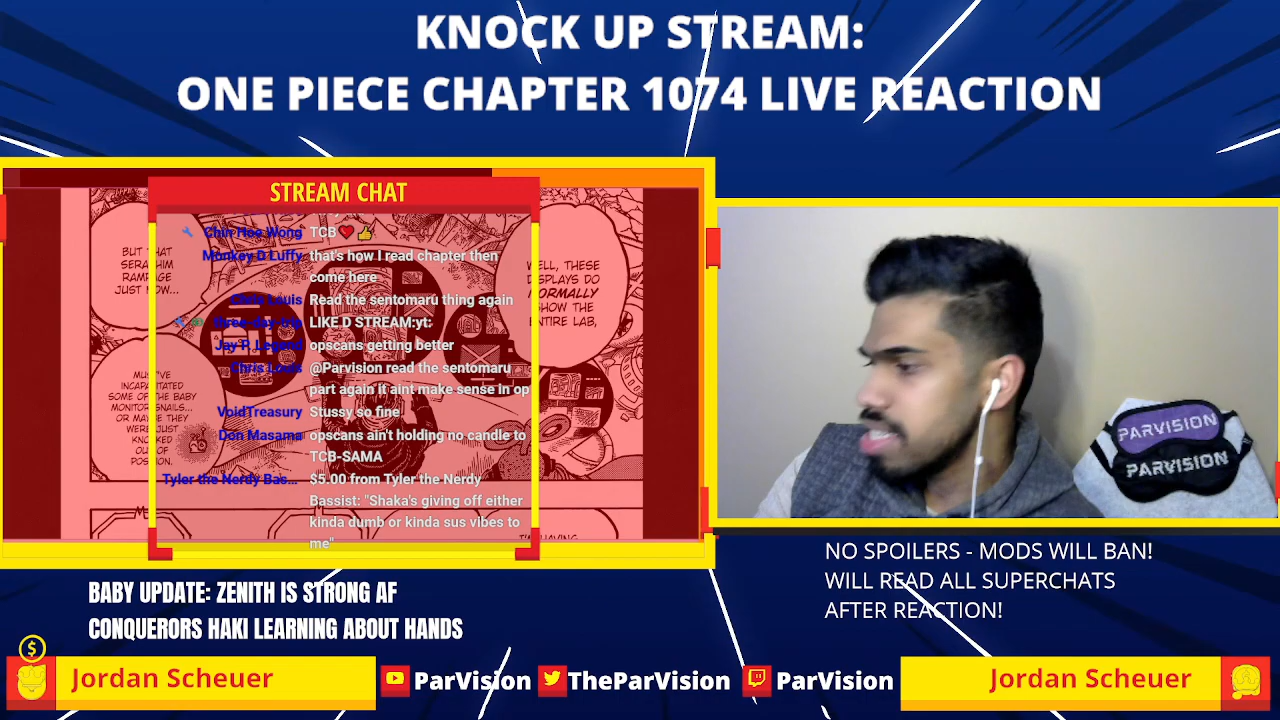 KNOCK UP STREAM:
ONE PIECE CHAPTER 1074 LIVE REACTION
STREAM CHAT
Chin Hoe Wong TCB❤️👍
Monkey D Luffy that's how I read chapter then
come here
Chris Louis Read the sentomaru thing again
three-day-trip LIKE D STREAM:yt:
Jay P. Legend opscans getting better
Chris Louis @Parvision read the sentomaru
part again it aint make sense in op
VoidTreasury Stussy so fine
Don Masama opscans ain't holding no candle to
TCB-SAMA
Tyler the Nerdy Bas... $5.00 from Tyler the Nerdy
Bassist: "Shaka's giving off either
kinda dumb or kinda sus vibes to
me"
BUT THAT
SERAPHIM
RAMPAGE
JUST NOW...
MUST'VE
INCAPACITATED
SOME OF THE BABY
MONITOR SNAILS...
OR MAYBE THEY
WERE JUST
KNOCKED
OUT OF
POSITION.
WELL, THESE
DISPLAYS DO
NORMALLY
SHOW THE
ENTIRE LAB,
I'M HAVING
PARVISION
PARVISION
BABY UPDATE: ZENITH IS STRONG AF
CONQUERORS HAKI LEARNING ABOUT HANDS
NO SPOILERS - MODS WILL BAN!
WILL READ ALL SUPERCHATS
AFTER REACTION!
$
Jordan Scheuer
ParVision
TheParVision
ParVision
Jordan Scheuer